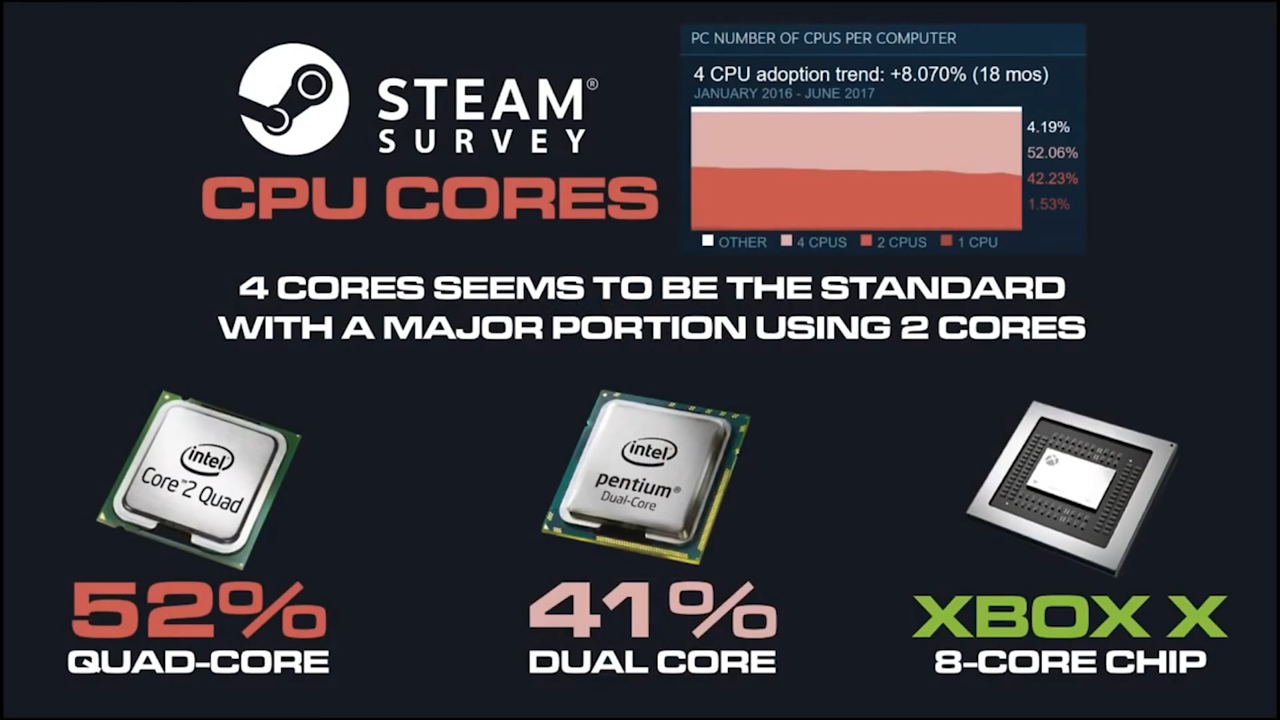 STEAM®
SURVEY
CPU CORES
PC NUMBER OF CPUS PER COMPUTER
4 CPU adoption trend: +8.070% (18 mos)
JANUARY 2016 - JUNE 2017
4.19%
52.06%
42.23%
1.53%
OTHER 4 CPUS 2 CPUS 1 CPU
4 CORES SEEMS TO BE THE STANDARD
WITH A MAJOR PORTION USING 2 CORES
intel
Core™2 Quad
52%
QUAD-CORE
intel
pentium®
Dual-Core
41%
DUAL CORE
XBOX X
8-CORE CHIP